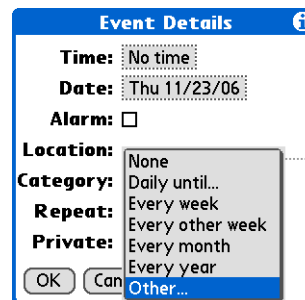 Event Details
Time: No time
Date: Thu 11/23/06
Alarm:
Location:
None
Category: Daily until...
Every week
Repeat: Every other week
Private: Every month
Every year
OK Can Other...